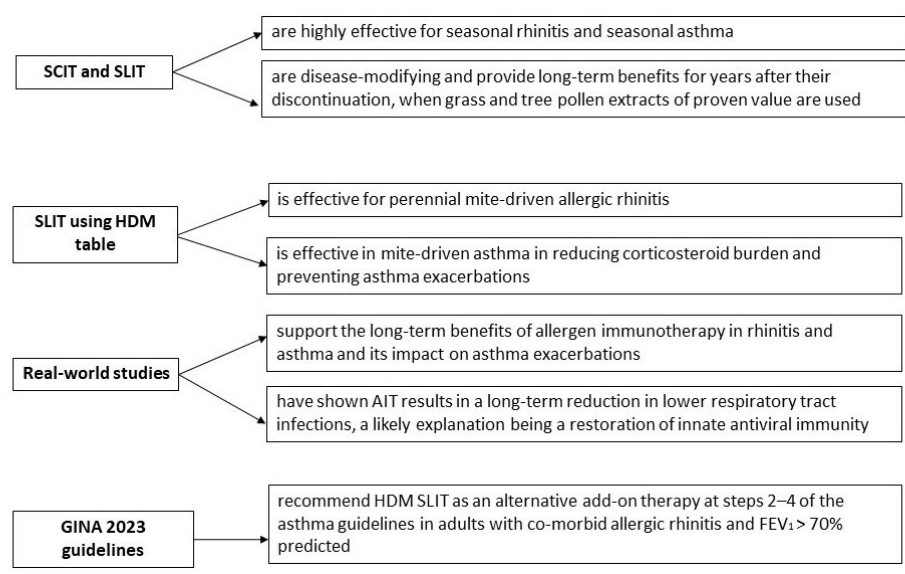 SCIT and SLIT
are highly effective for seasonal rhinitis and seasonal asthma
are disease-modifying and provide long-term benefits for years after their
discontinuation, when grass and tree pollen extracts of proven value are used
SLIT using HDM
table
is effective for perennial mite-driven allergic rhinitis
is effective in mite-driven asthma in reducing corticosteroid burden and
preventing asthma exacerbations
Real-world studies
support the long-term benefits of allergen immunotherapy in rhinitis and
asthma and its impact on asthma exacerbations
have shown AIT results in a long-term reduction in lower respiratory tract
infections, a likely explanation being a restoration of innate antiviral immunity
GINA 2023
guidelines
recommend HDM SLIT as an alternative add-on therapy at steps 2–4 of the
asthma guidelines in adults with co-morbid allergic rhinitis and FEV₁ > 70%
predicted